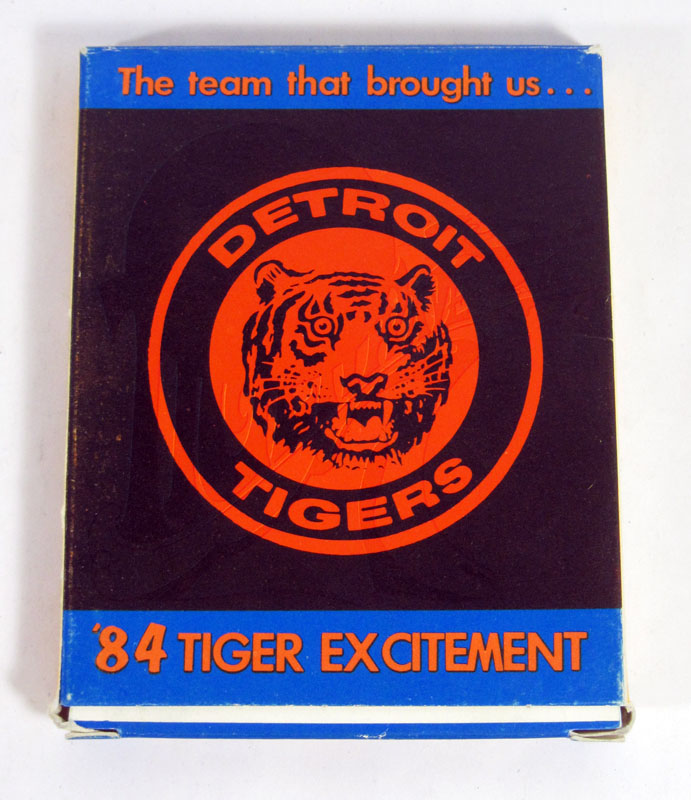 The team that brought us...
DETROIT
TIGERS
'84 TIGER EXCITEMENT